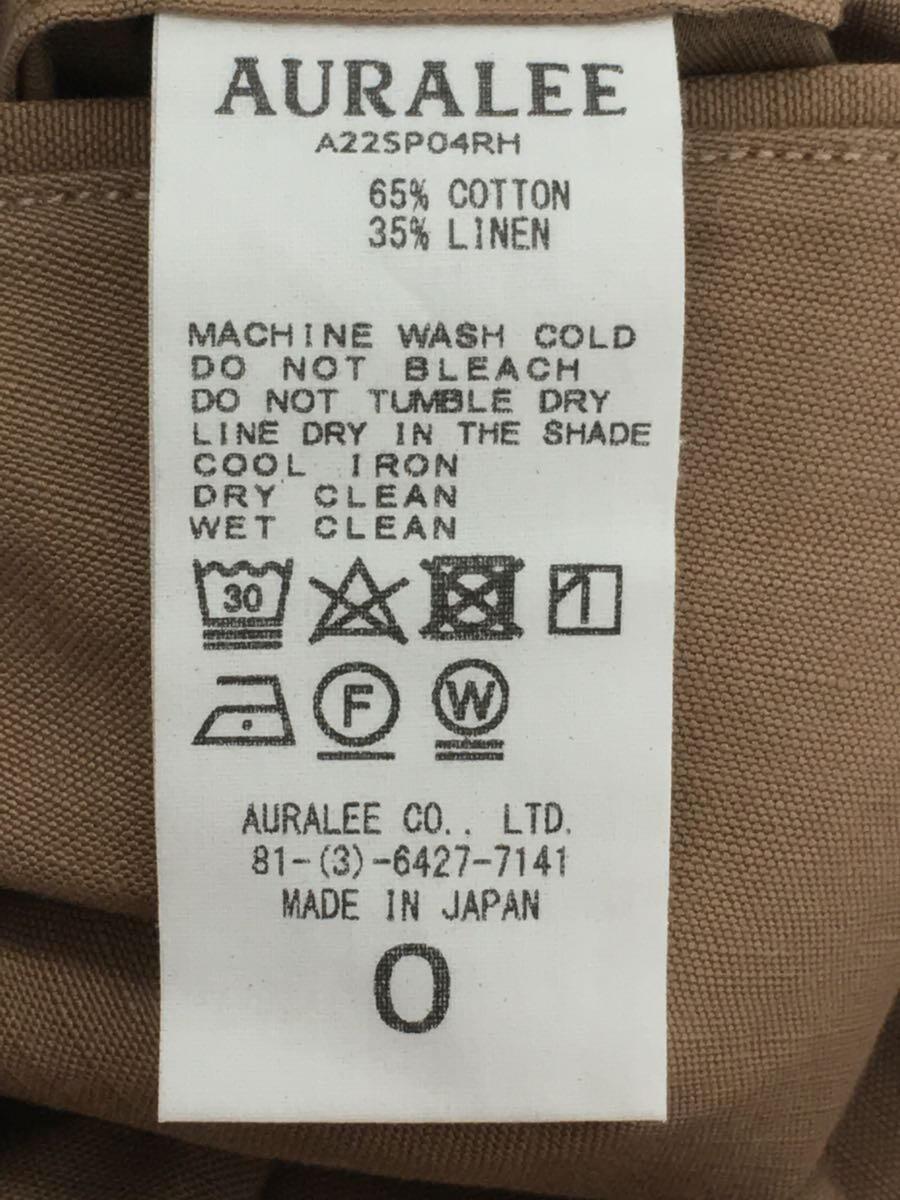 AURALEE
A22SP04RH
65% COTTON
35% LINEN
MACHINE WASH COLD
DO NOT BLEACH
DO NOT TUMBLE DRY
LINE DRY IN THE SHADE
COOL IRON
DRY CLEAN
WET CLEAN
30
F W
AURALEE CO., LTD.
81-(3)-6427-7141
MADE IN JAPAN
0